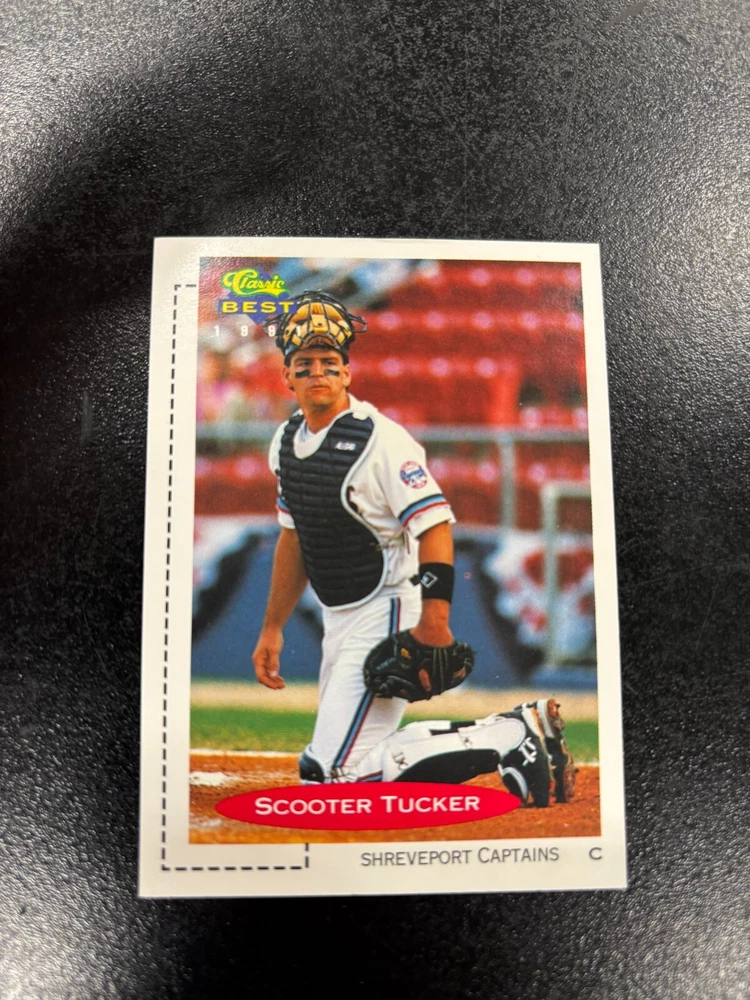 Classic
BEST
SCOOTER TUCKER
SHREVEPORT CAPTAINS C